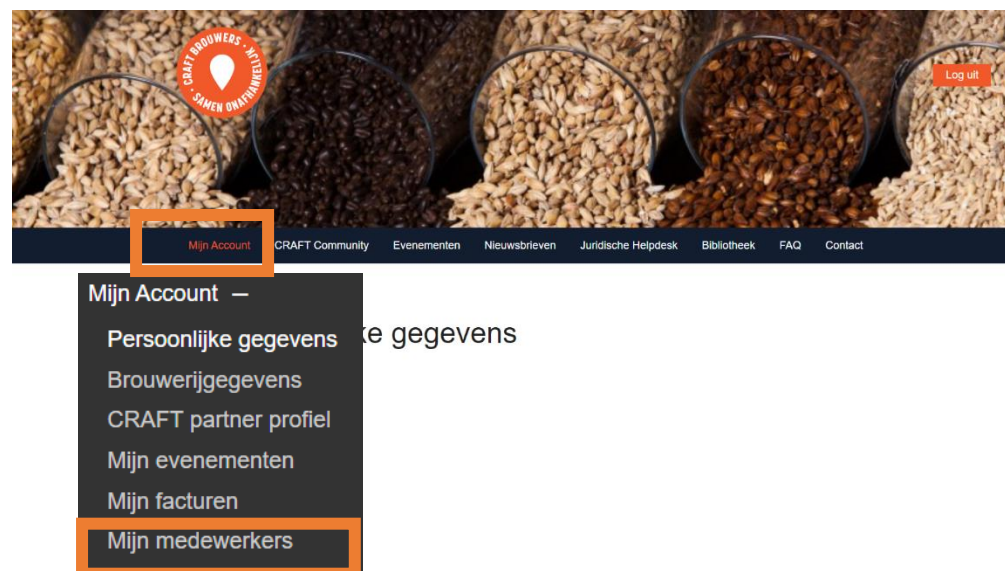 CRAFT BROUWERS · SAMEN ONAFHANKELIJK ·
Log uit
Mijn Account CRAFT Community Evenementen Nieuwsbrieven Juridische Helpdesk Bibliotheek FAQ Contact
Mijn Account –
ke gegevens
Persoonlijke gegevens
Brouwerijgegevens
CRAFT partner profiel
Mijn evenementen
Mijn facturen
Mijn medewerkers